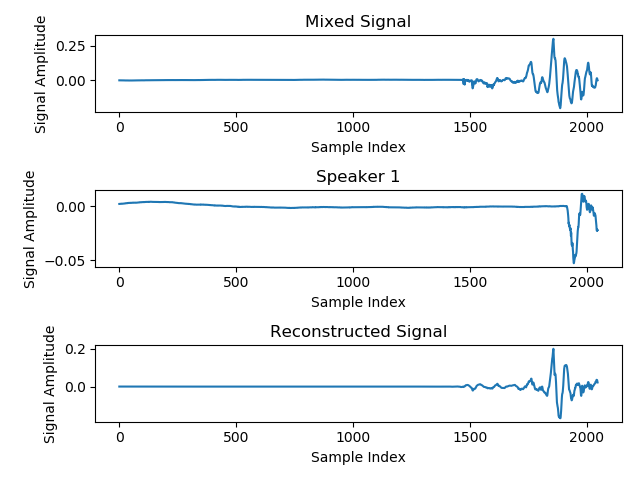 Mixed Signal
Signal Amplitude
0.25
0.00
0 500 1000 1500 2000
Sample Index
Speaker 1
Signal Amplitude
0.00
−0.05
0 500 1000 1500 2000
Sample Index
Reconstructed Signal
Signal Amplitude
0.2
0.0
0 500 1000 1500 2000
Sample Index